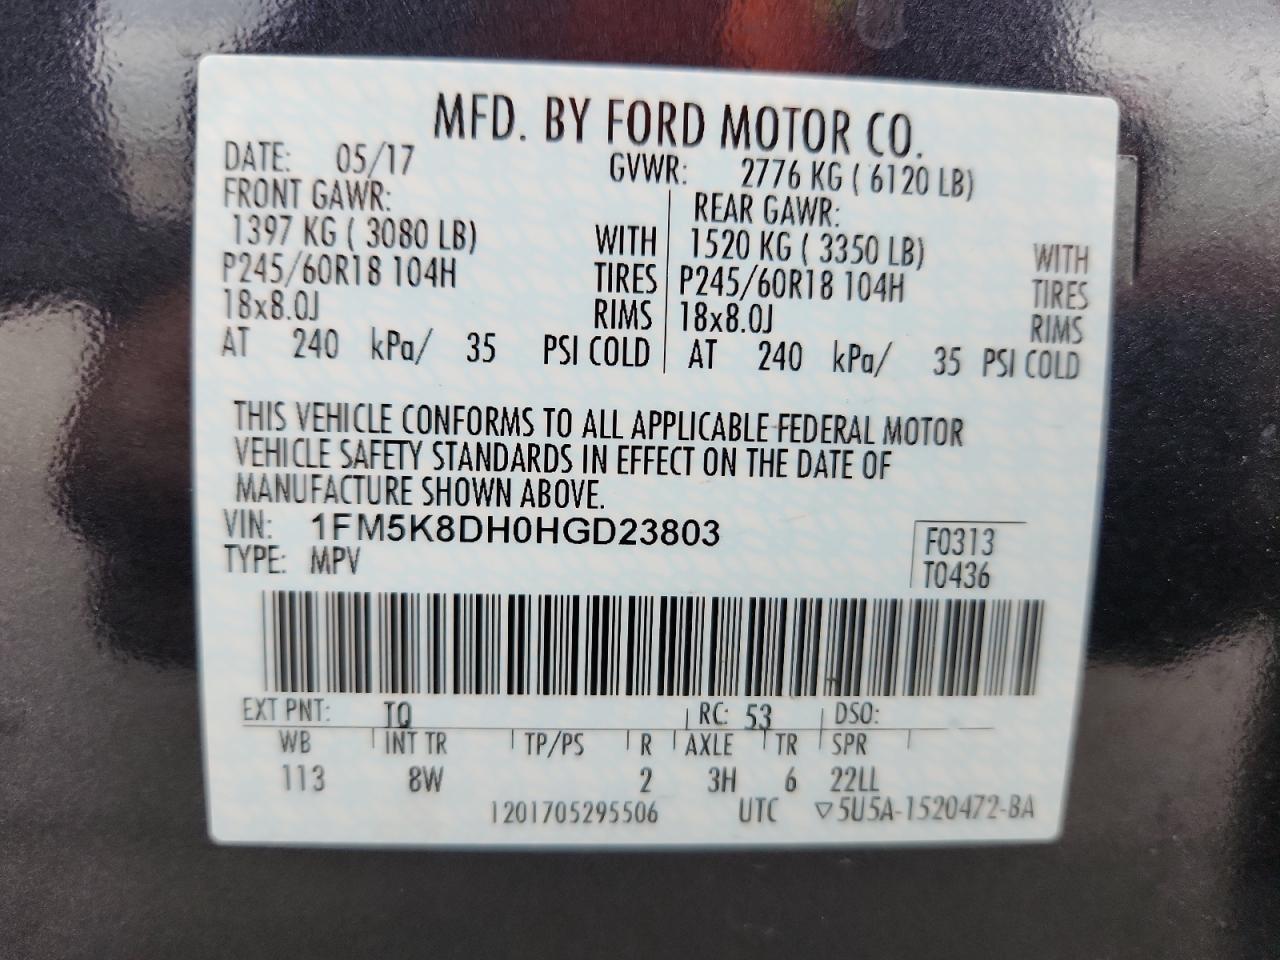 MFD. BY FORD MOTOR CO.
DATE: 05/17 GVWR: 2776 KG ( 6120 LB)
FRONT GAWR: REAR GAWR:
1397 KG ( 3080 LB) WITH 1520 KG ( 3350 LB) WITH
P245/60R18 104H TIRES P245/60R18 104H TIRES
18x8.0J RIMS 18x8.0J RIMS
AT 240 kPa/ 35 PSI COLD AT 240 kPa/ 35 PSI COLD
THIS VEHICLE CONFORMS TO ALL APPLICABLE FEDERAL MOTOR
VEHICLE SAFETY STANDARDS IN EFFECT ON THE DATE OF
MANUFACTURE SHOWN ABOVE.
VIN: 1FM5K8DH0HGD23803 F0313
TYPE: MPV T0436
EXT PNT: TQ RC: 53 DSO:
WB INT TR TP/PS R AXLE TR SPR
113 8W 2 3H 6 22LL
1201705295506 UTC ▽5U5A-1520472-BA